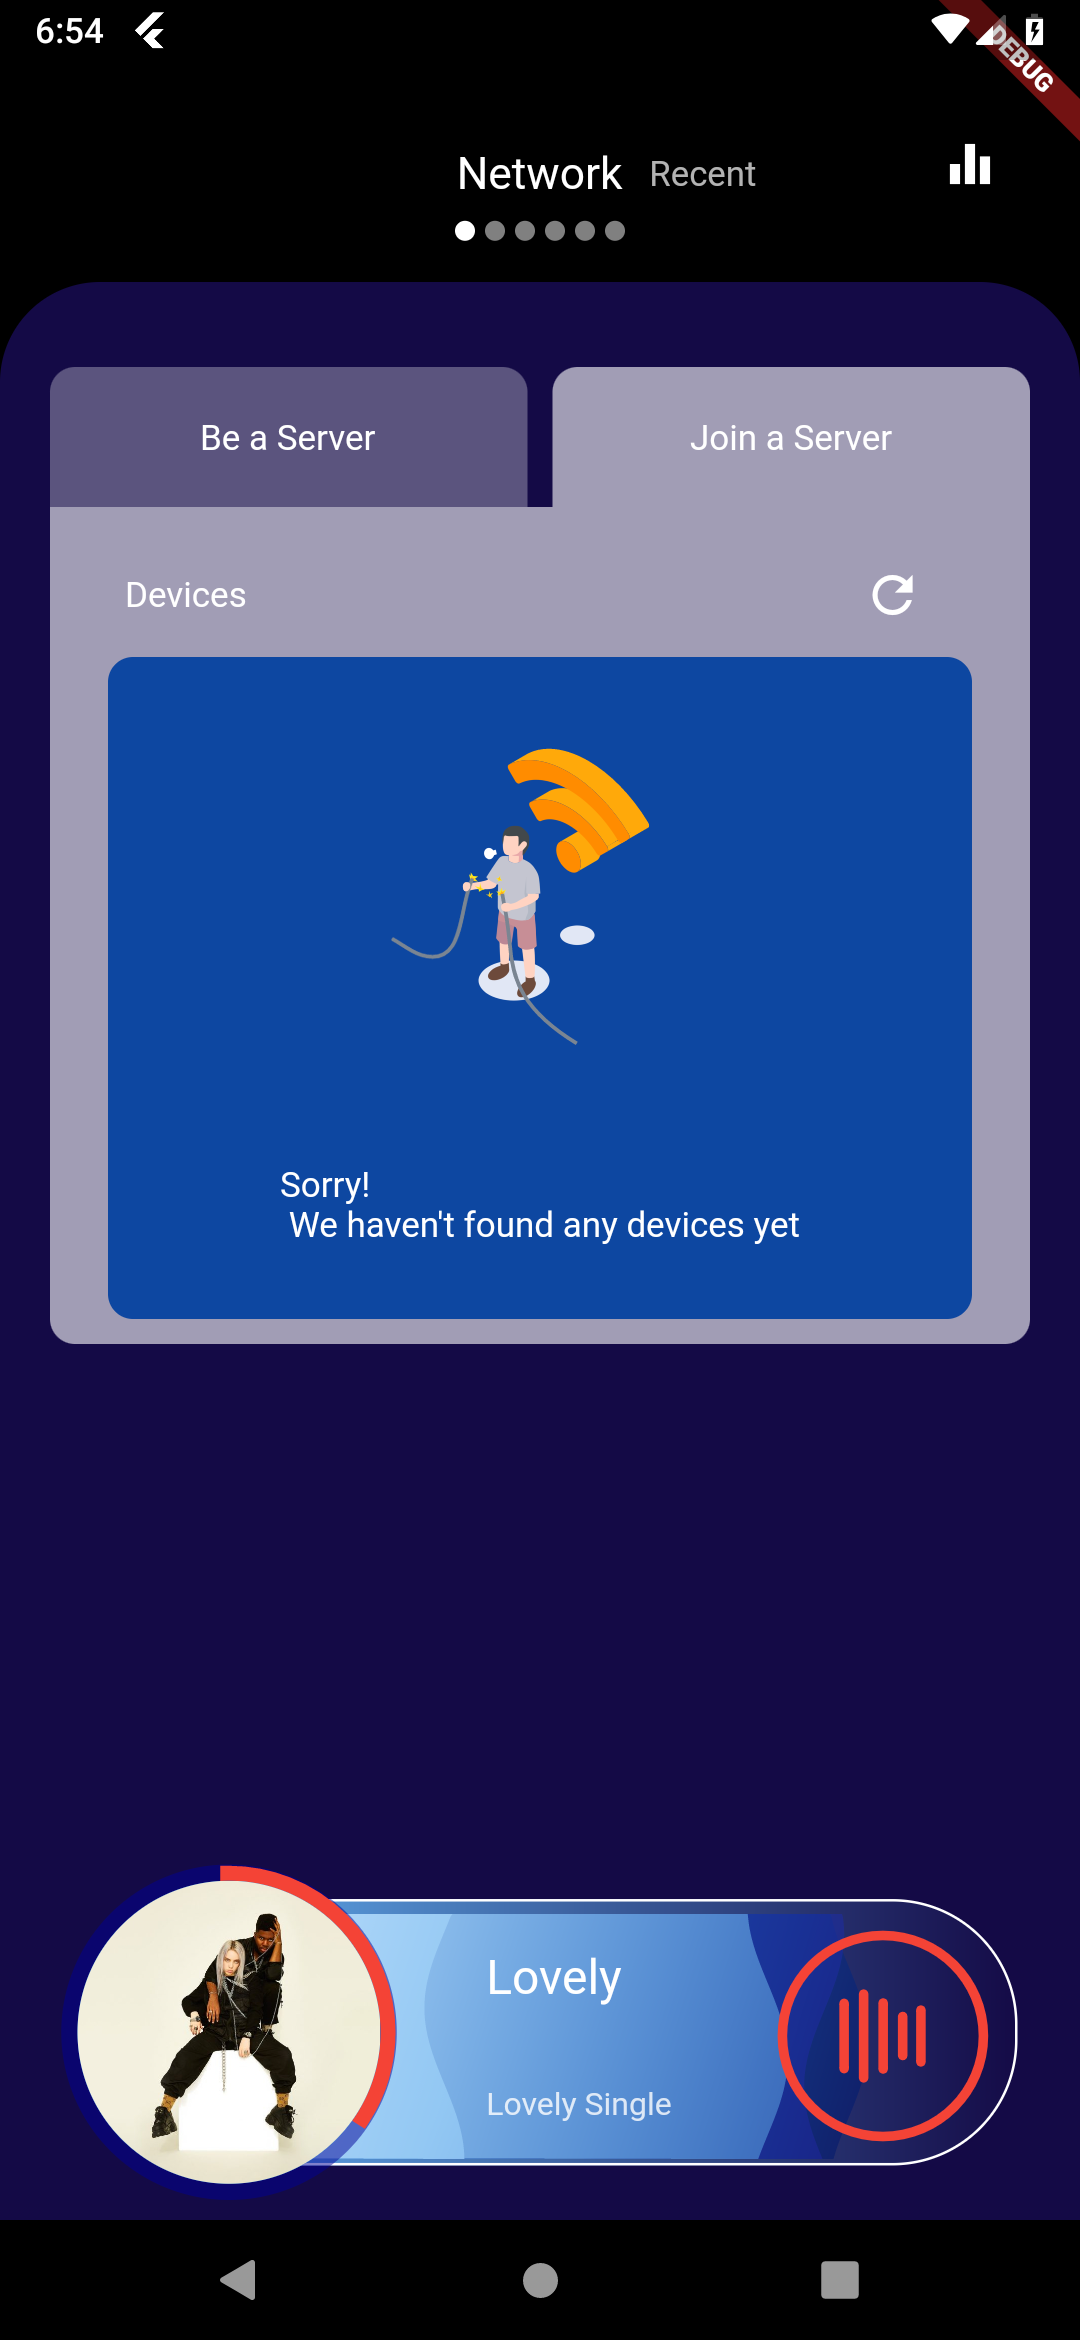 6:54
DEBUG
Network Recent
Be a Server Join a Server
Devices
Sorry!
We haven't found any devices yet
Lovely
Lovely Single